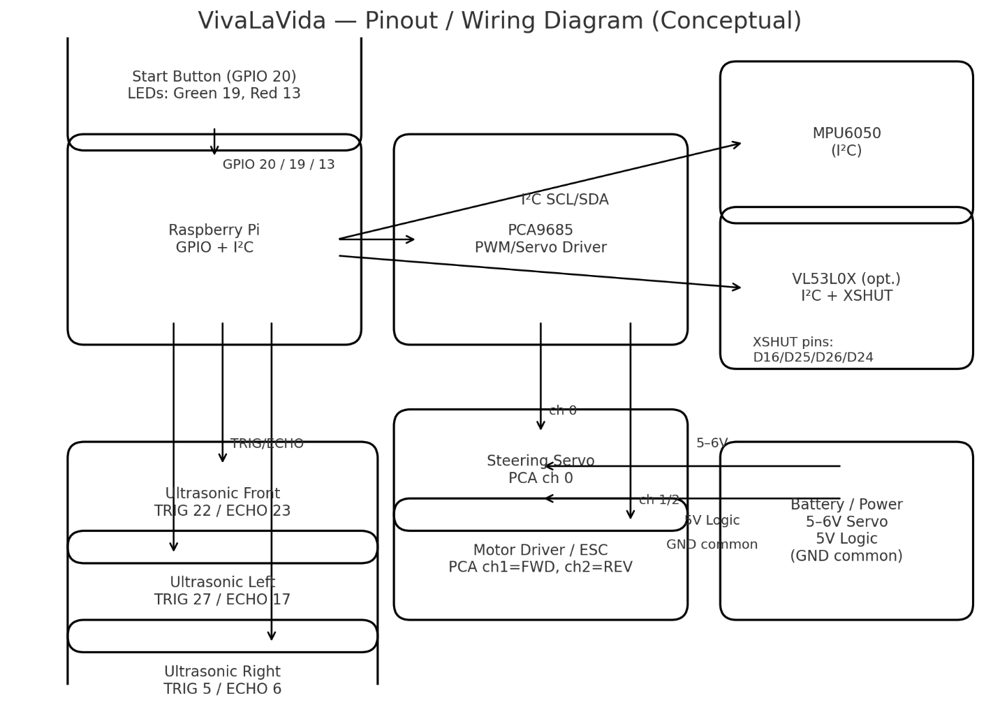 VivaLaVida — Pinout / Wiring Diagram (Conceptual)
Start Button (GPIO 20)
LEDs: Green 19, Red 13
GPIO 20 / 19 / 13
Raspberry Pi
GPIO + I²C
I²C SCL/SDA
PCA9685
PWM/Servo Driver
MPU6050
(I²C)
VL53L0X (opt.)
I²C + XSHUT
XSHUT pins:
D16/D25/D26/D24
TRIG/ECHO
Ultrasonic Front
TRIG 22 / ECHO 23
Ultrasonic Left
TRIG 27 / ECHO 17
Ultrasonic Right
TRIG 5 / ECHO 6
ch 0
Steering Servo
PCA ch 0
ch 1/2
Motor Driver / ESC
PCA ch1=FWD, ch2=REV
5–6V
5V Logic
GND common
Battery / Power
5–6V Servo
5V Logic
(GND common)